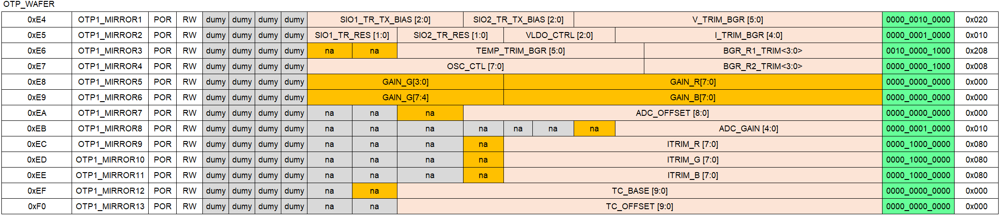 OTP_WAFER
0xE4 OTP1_MIRROR1 POR RW dumy dumy dumy dumy SIO1_TR_TX_BIAS [2:0] SIO2_TR_TX_BIAS [2:0] V_TRIM_BGR [5:0] 0000_0010_0000 0x020
0xE5 OTP1_MIRROR2 POR RW dumy dumy dumy dumy SIO1_TR_RES [1:0] SIO2_TR_RES [1:0] VLDO_CTRL [2:0] I_TRIM_BGR [4:0] 0000_0001_0000 0x010
0xE6 OTP1_MIRROR3 POR RW dumy dumy dumy dumy na na TEMP_TRIM_BGR [5:0] BGR_R1_TRIM<3:0> 0010_0000_1000 0x208
0xE7 OTP1_MIRROR4 POR RW dumy dumy dumy dumy OSC_CTL [7:0] BGR_R2_TRIM<3:0> 0000_0000_1000 0x008
0xE8 OTP1_MIRROR5 POR RW dumy dumy dumy dumy GAIN_G[3:0] GAIN_R[7:0] 0000_0000_0000 0x000
0xE9 OTP1_MIRROR6 POR RW dumy dumy dumy dumy GAIN_G[7:4] GAIN_B[7:0] 0000_0000_0000 0x000
0xEA OTP1_MIRROR7 POR RW dumy dumy dumy dumy na na na ADC_OFFSET [8:0] 0000_0000_0000 0x000
0xEB OTP1_MIRROR8 POR RW dumy dumy dumy dumy na na na na na na na ADC_GAIN [4:0] 0000_0001_0000 0x010
0xEC OTP1_MIRROR9 POR RW dumy dumy dumy dumy na na na na ITRIM_R [7:0] 0000_1000_0000 0x080
0xED OTP1_MIRROR10 POR RW dumy dumy dumy dumy na na na na ITRIM_G [7:0] 0000_1000_0000 0x080
0xEE OTP1_MIRROR11 POR RW dumy dumy dumy dumy na na na na ITRIM_B [7:0] 0000_1000_0000 0x080
0xEF OTP1_MIRROR12 POR RW dumy dumy dumy dumy na na TC_BASE [9:0] 0000_0000_0000 0x000
0xF0 OTP1_MIRROR13 POR RW dumy dumy dumy dumy na na TC_OFFSET [9:0] 0000_0000_0000 0x000